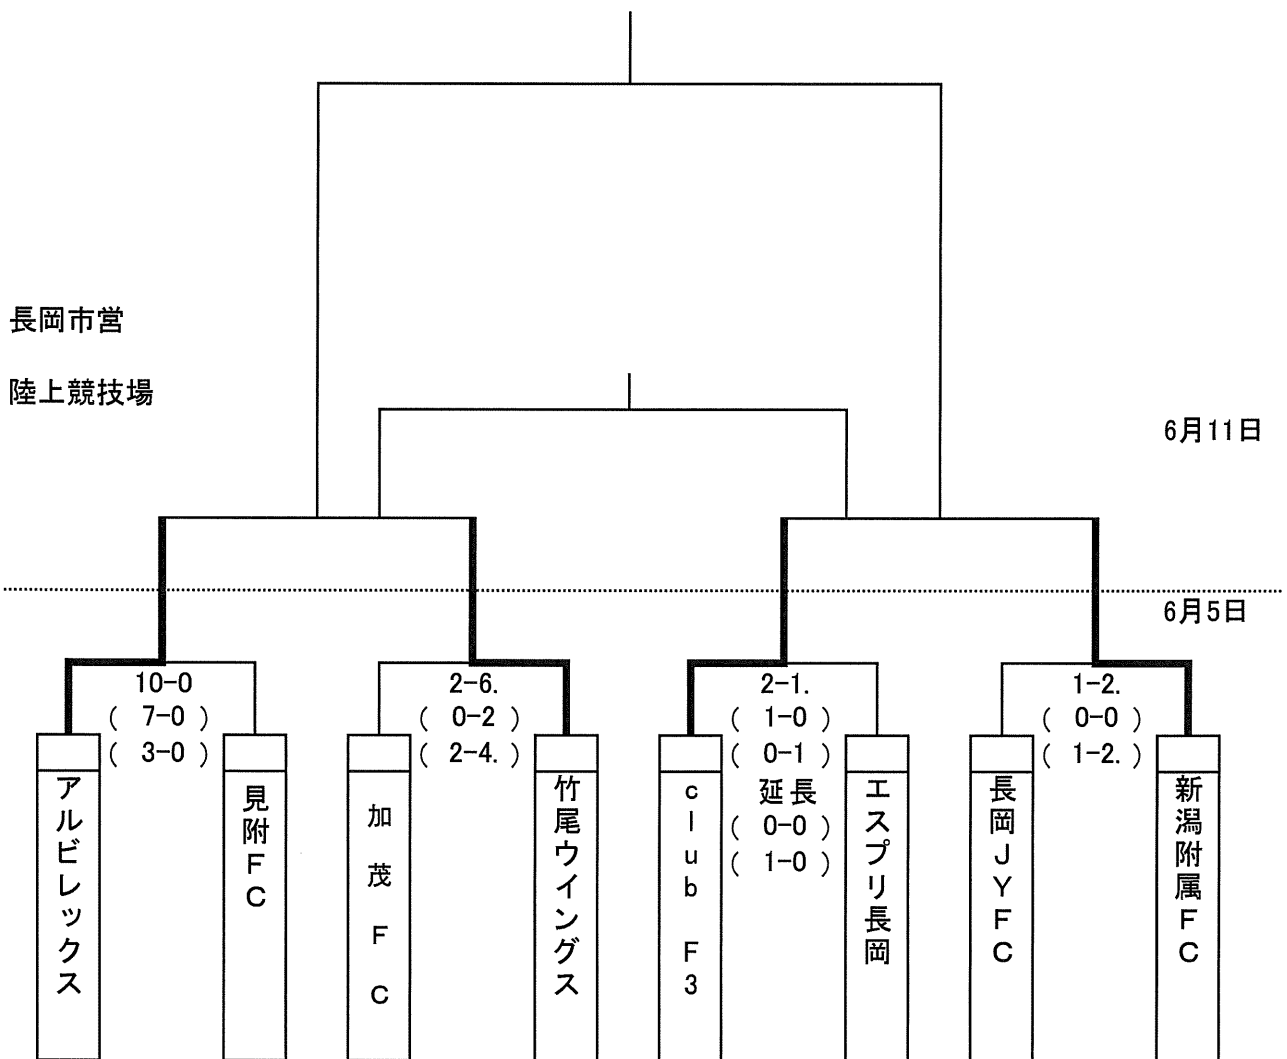 長岡市営
陸上競技場
6月11日
6月5日
10-0
( 7-0 )
( 3-0 )
2-6.
( 0-2 )
( 2-4. )
2-1.
( 1-0 )
( 0-1 )
延長
( 0-0 )
( 1-0 )
1-2.
( 0-0 )
( 1-2. )
アルビレックス
見附FC
加茂FC
竹尾ウイングス
club F3
エスプリ長岡
長岡JYFC
新潟附属FC